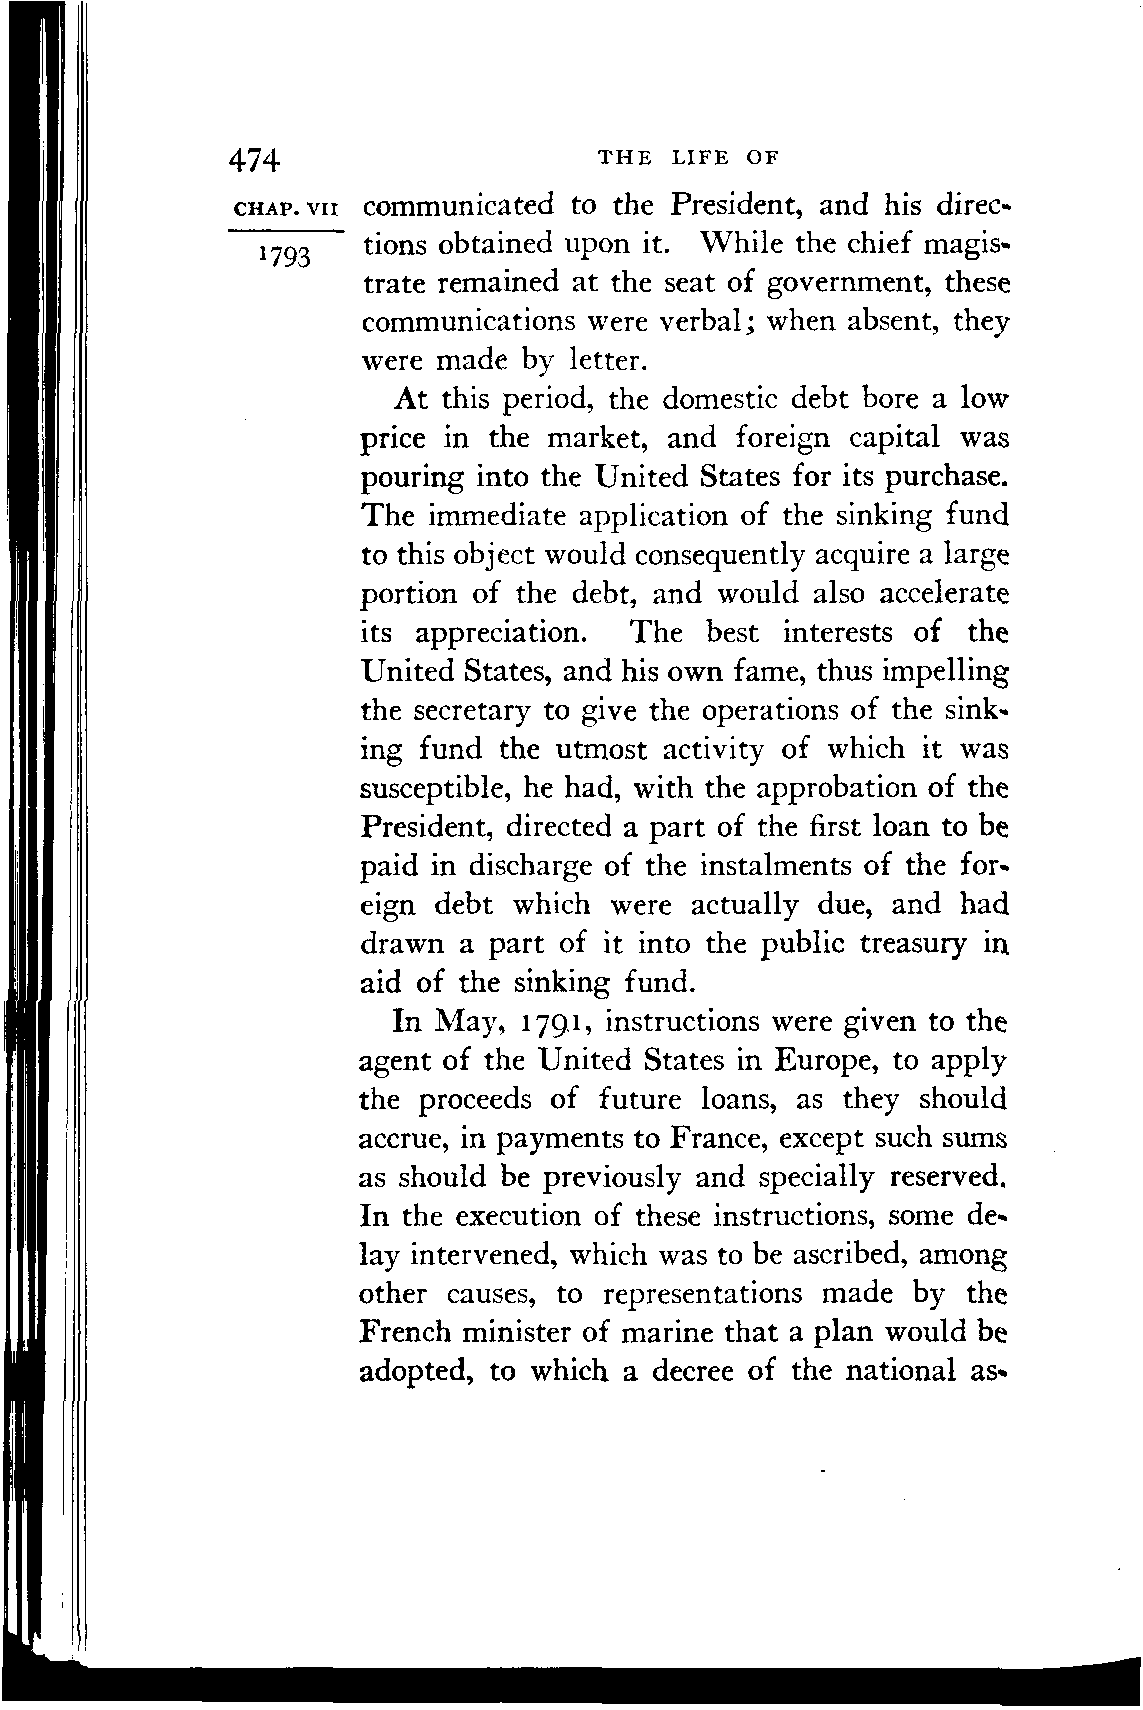 474 THE LIFE OF
CHAP. VII communicated to the President, and his direc-
1793 tions obtained upon it. While the chief magis-
trate remained at the seat of government, these
communications were verbal; when absent, they
were made by letter.
At this period, the domestic debt bore a low
price in the market, and foreign capital was
pouring into the United States for its purchase.
The immediate application of the sinking fund
to this object would consequently acquire a large
portion of the debt, and would also accelerate
its appreciation. The best interests of the
United States, and his own fame, thus impelling
the secretary to give the operations of the sink-
ing fund the utmost activity of which it was
susceptible, he had, with the approbation of the
President, directed a part of the first loan to be
paid in discharge of the instalments of the for-
eign debt which were actually due, and had
drawn a part of it into the public treasury in
aid of the sinking fund.
In May, 1791, instructions were given to the
agent of the United States in Europe, to apply
the proceeds of future loans, as they should
accrue, in payments to France, except such sums
as should be previously and specially reserved.
In the execution of these instructions, some de-
lay intervened, which was to be ascribed, among
other causes, to representations made by the
French minister of marine that a plan would be
adopted, to which a decree of the national as-